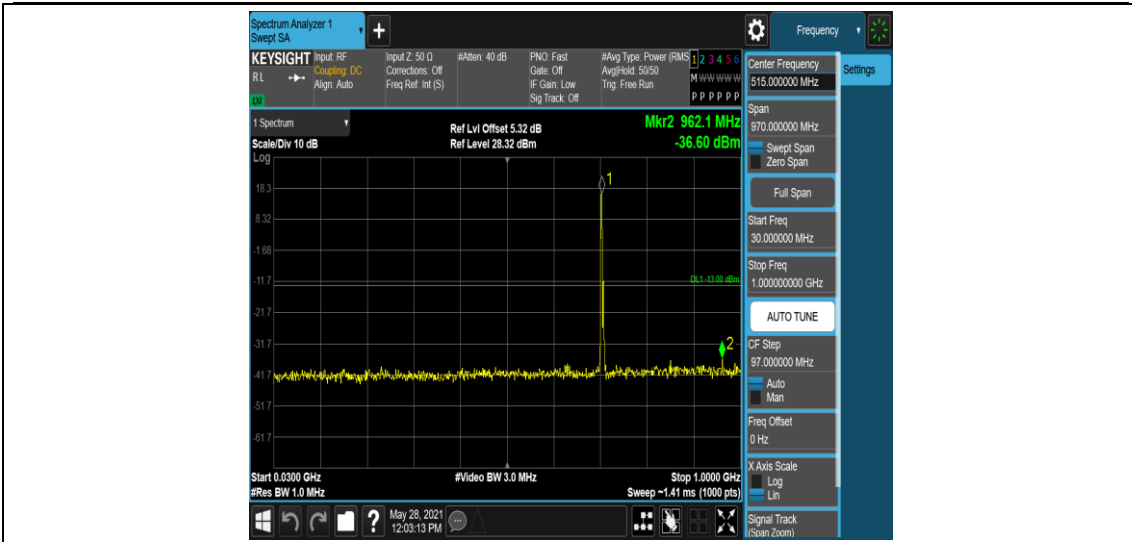 Spectrum Analyzer 1
Swept SA
+
Frequency
KEYSIGHT
RL
LXI
Input: RF
Coupling: DC
Align: Auto
Input Z: 50 Ω
Corrections: Off
Freq Ref: Int (S)
#Atten: 40 dB
PNO: Fast
Gate: Off
IF Gain: Low
Sig Track: Off
#Avg Type: Power (RMS
Avg|Hold: 50/50
Trig: Free Run
1 2 3 4 5 6
M W W W W W
P P P P P P
1 Spectrum
Scale/Div 10 dB
Log
Ref Lvl Offset 5.32 dB
Ref Level 28.32 dBm
Mkr2 962.1 MHz
-36.60 dBm
1
18.3
8.32
-1.68
-11.7
DL1 -13.00 dBm
-21.7
-31.7
2
-41.7
-51.7
-61.7
Start 0.0300 GHz
#Res BW 1.0 MHz
#Video BW 3.0 MHz
Stop 1.0000 GHz
Sweep ~1.41 ms (1000 pts)
?
May 28, 2021
12:03:13 PM
Center Frequency
515.000000 MHz
Settings
Span
970.000000 MHz
Swept Span
Zero Span
Full Span
Start Freq
30.000000 MHz
Stop Freq
1.000000000 GHz
AUTO TUNE
CF Step
97.000000 MHz
Auto
Man
Freq Offset
0 Hz
X Axis Scale
Log
Lin
Signal Track
(Span Zoom)